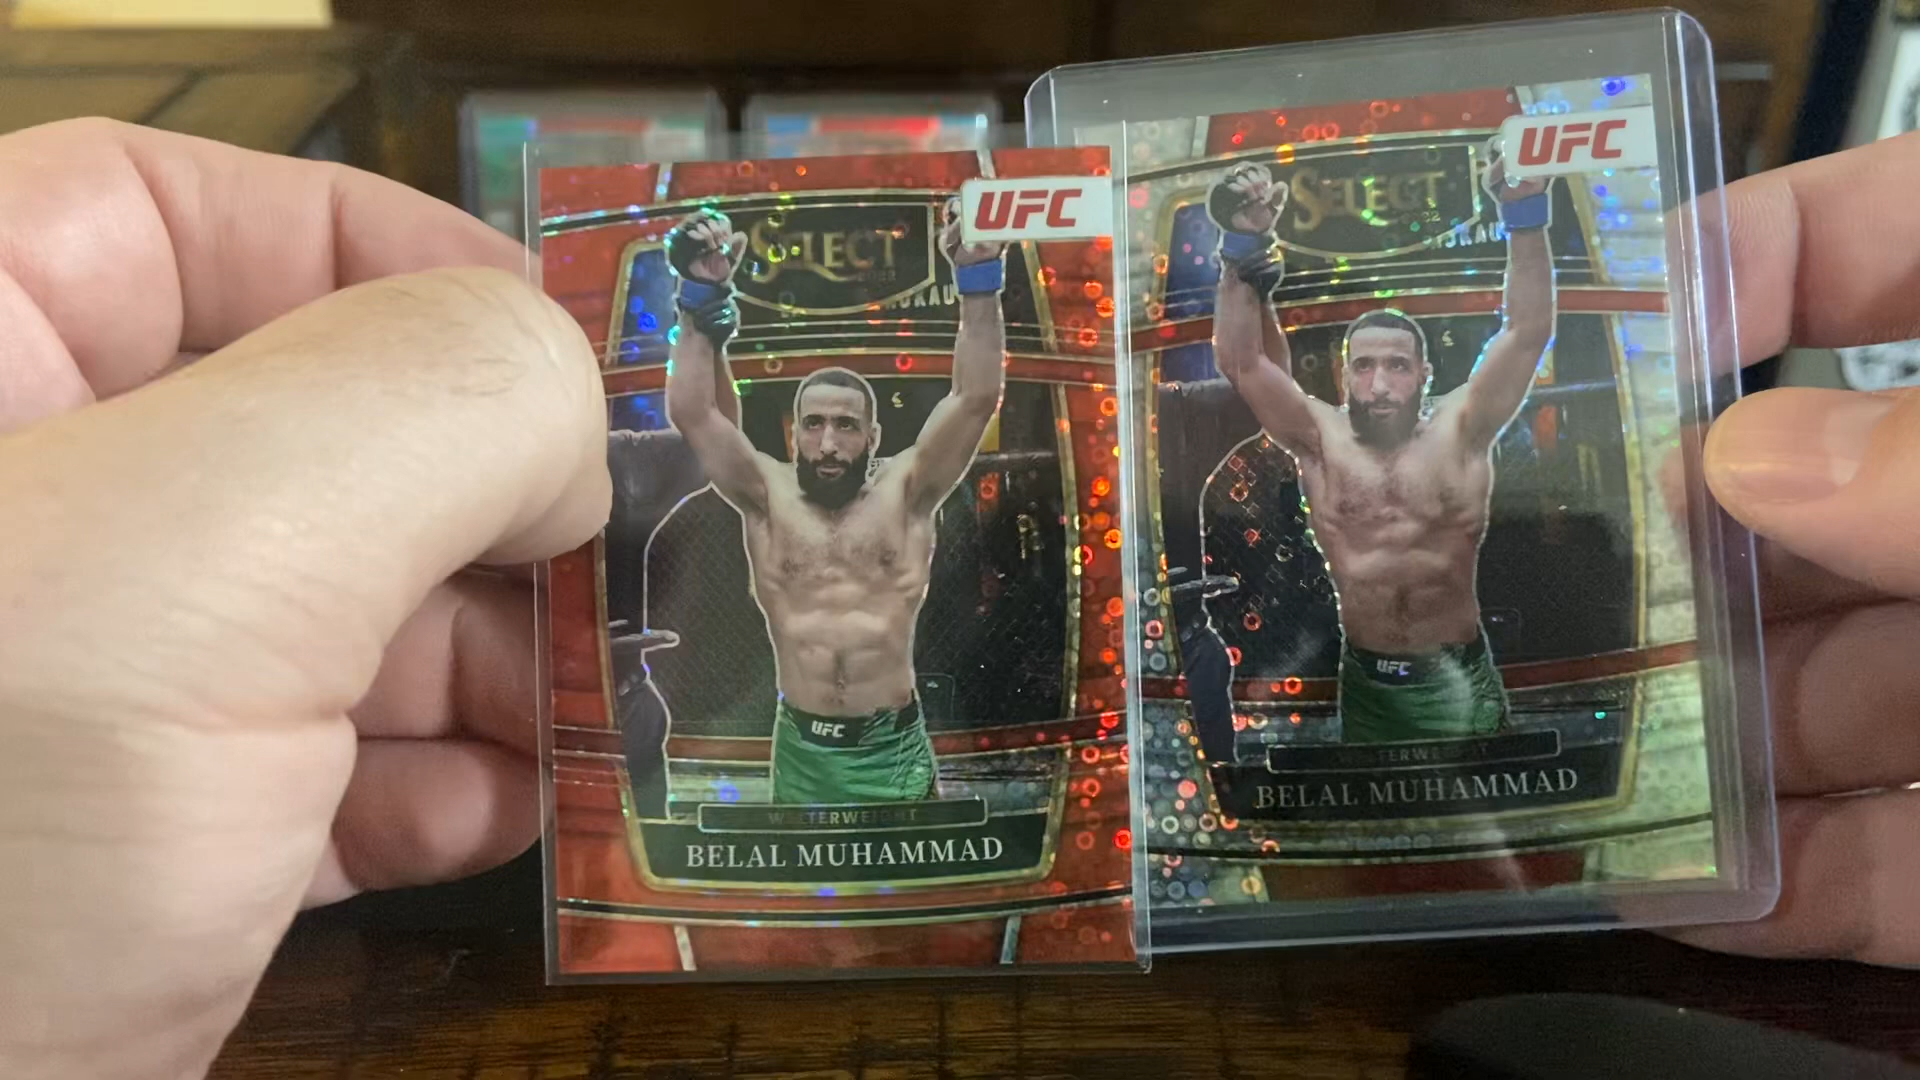 UFC
SELECT
2022
UFC
WELTERWEIGHT
BELAL MUHAMMAD
UFC
SELECT
2022
UFC
WELTERWEIGHT
BELAL MUHAMMAD